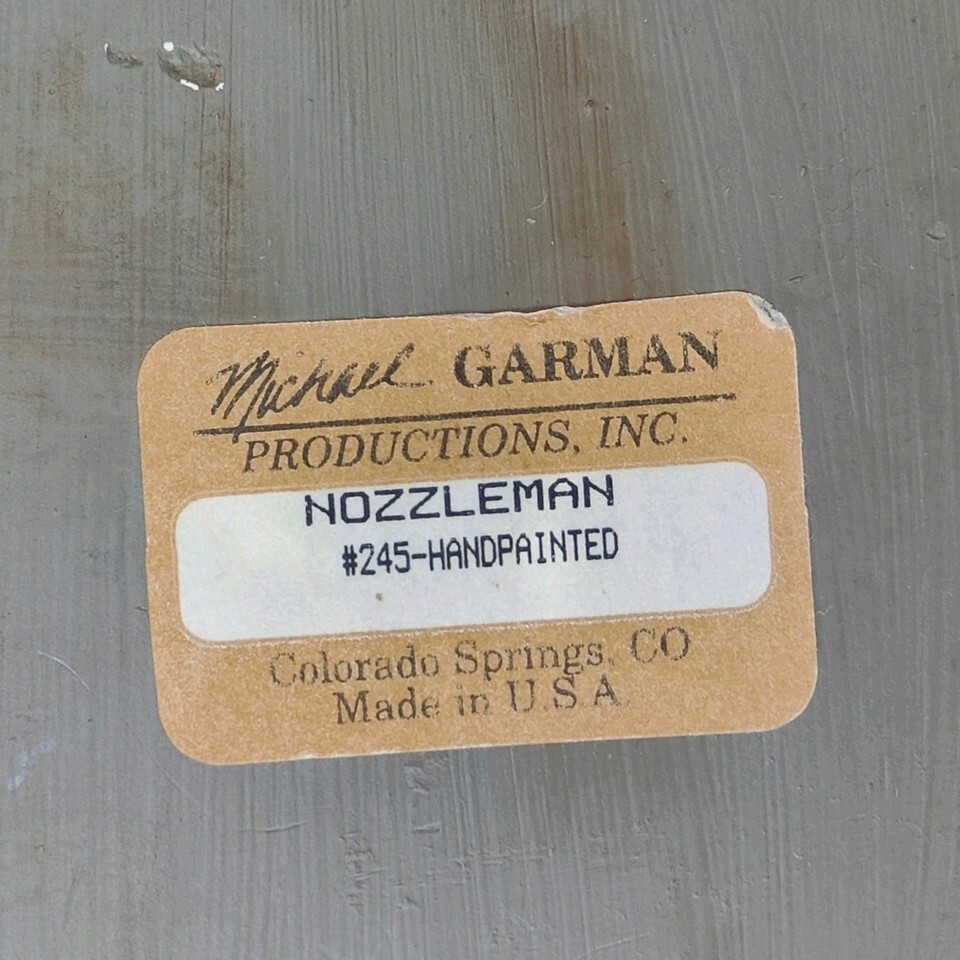 Michael GARMAN
PRODUCTIONS, INC.
NOZZLEMAN
#245-HANDPAINTED
Colorado Springs, CO
Made in U.S.A.